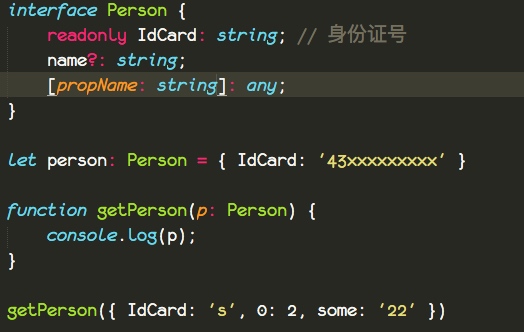 interface Person {
    readonly IdCard: string; // 身份证号
    name?: string;
    [propName: string]: any;
}
let person: Person = { IdCard: '43xxxxxxxxx' }
function getPerson(p: Person) {
    console.log(p);
}
getPerson({ IdCard: 's', 0: 2, some: '22' })